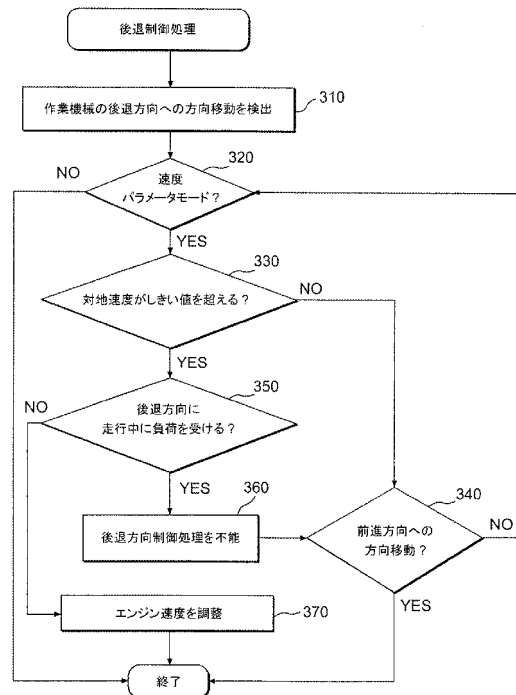 後退制御処理
作業機械の後退方向への方向移動を検出
310
320
NO
速度
パラメータモード?
YES
330
対地速度がしきい値を超える?
NO
YES
350
NO
後退方向に
走行中に負荷を受ける?
YES
360
340
後退方向制御処理を不能
前進方向への
方向移動?
NO
YES
エンジン速度を調整
370
終了